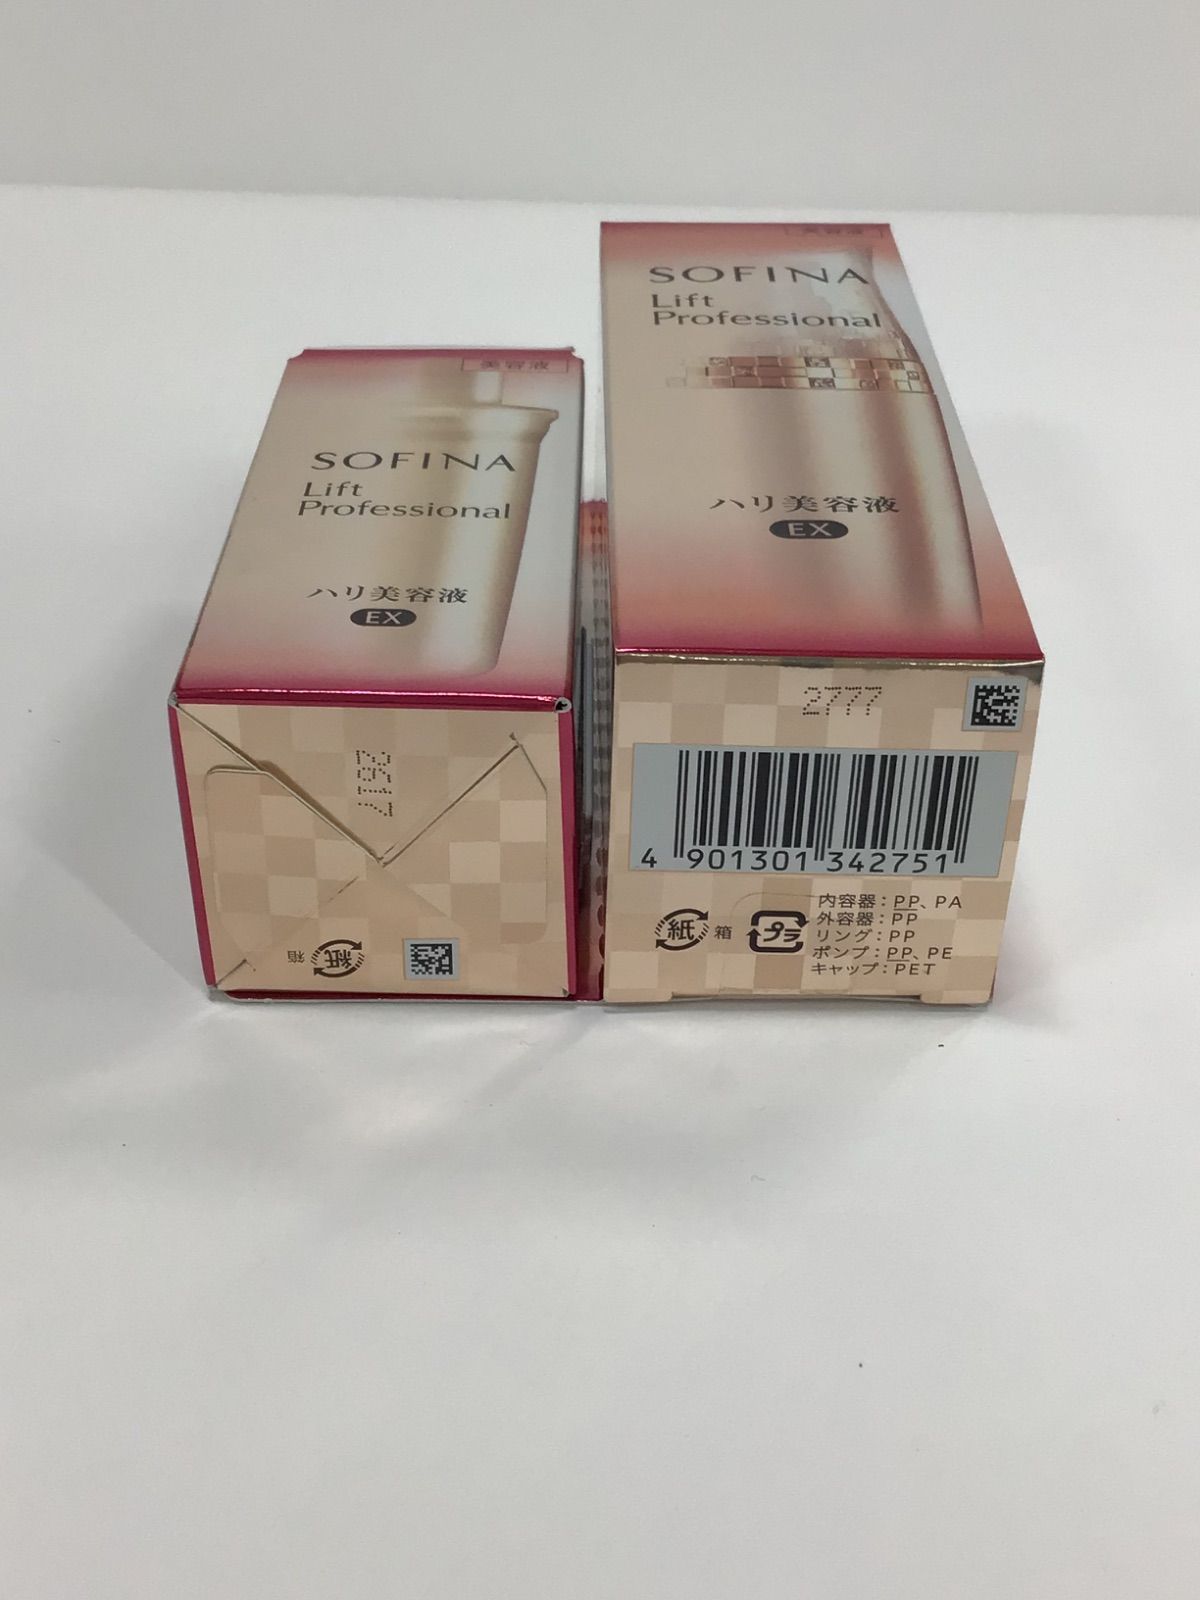 美容液
SOFINA
Lift
Professional
ハリ美容液
EX
2817
紙
箱
美容液
SOFINA
Lift
Professional
ハリ美容液
EX
2777
4 901301 342751
紙 箱
プラ
内容器：PP、PA
外容器：PP
リング：PP
ポンプ：PP、PE
キャップ：PET